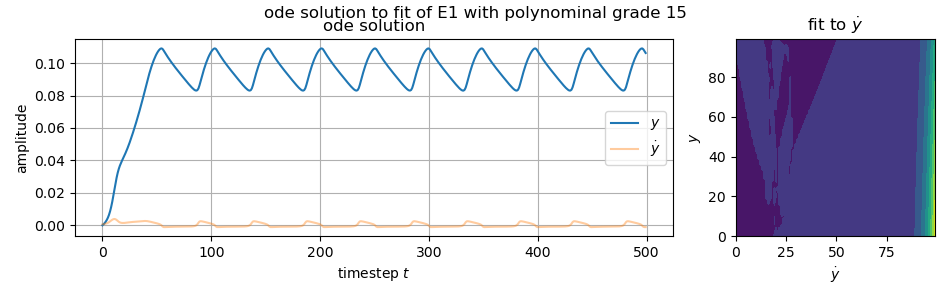 ode solution to fit of E1 with polynominal grade 15
ode solution
fit to ẏ
amplitude
0.10
0.08
0.06
0.04
0.02
0.00
0 100 200 300 400 500
timestep t
y
ẏ
y
80
60
40
20
0
0 25 50 75
ẏ